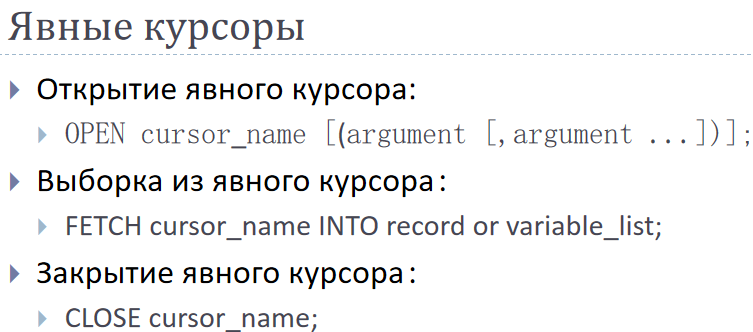 Явные курсоры
Открытие явного курсора:
OPEN cursor_name [(argument [,argument ...])];
Выборка из явного курсора:
FETCH cursor_name INTO record or variable_list;
Закрытие явного курсора:
CLOSE cursor_name;